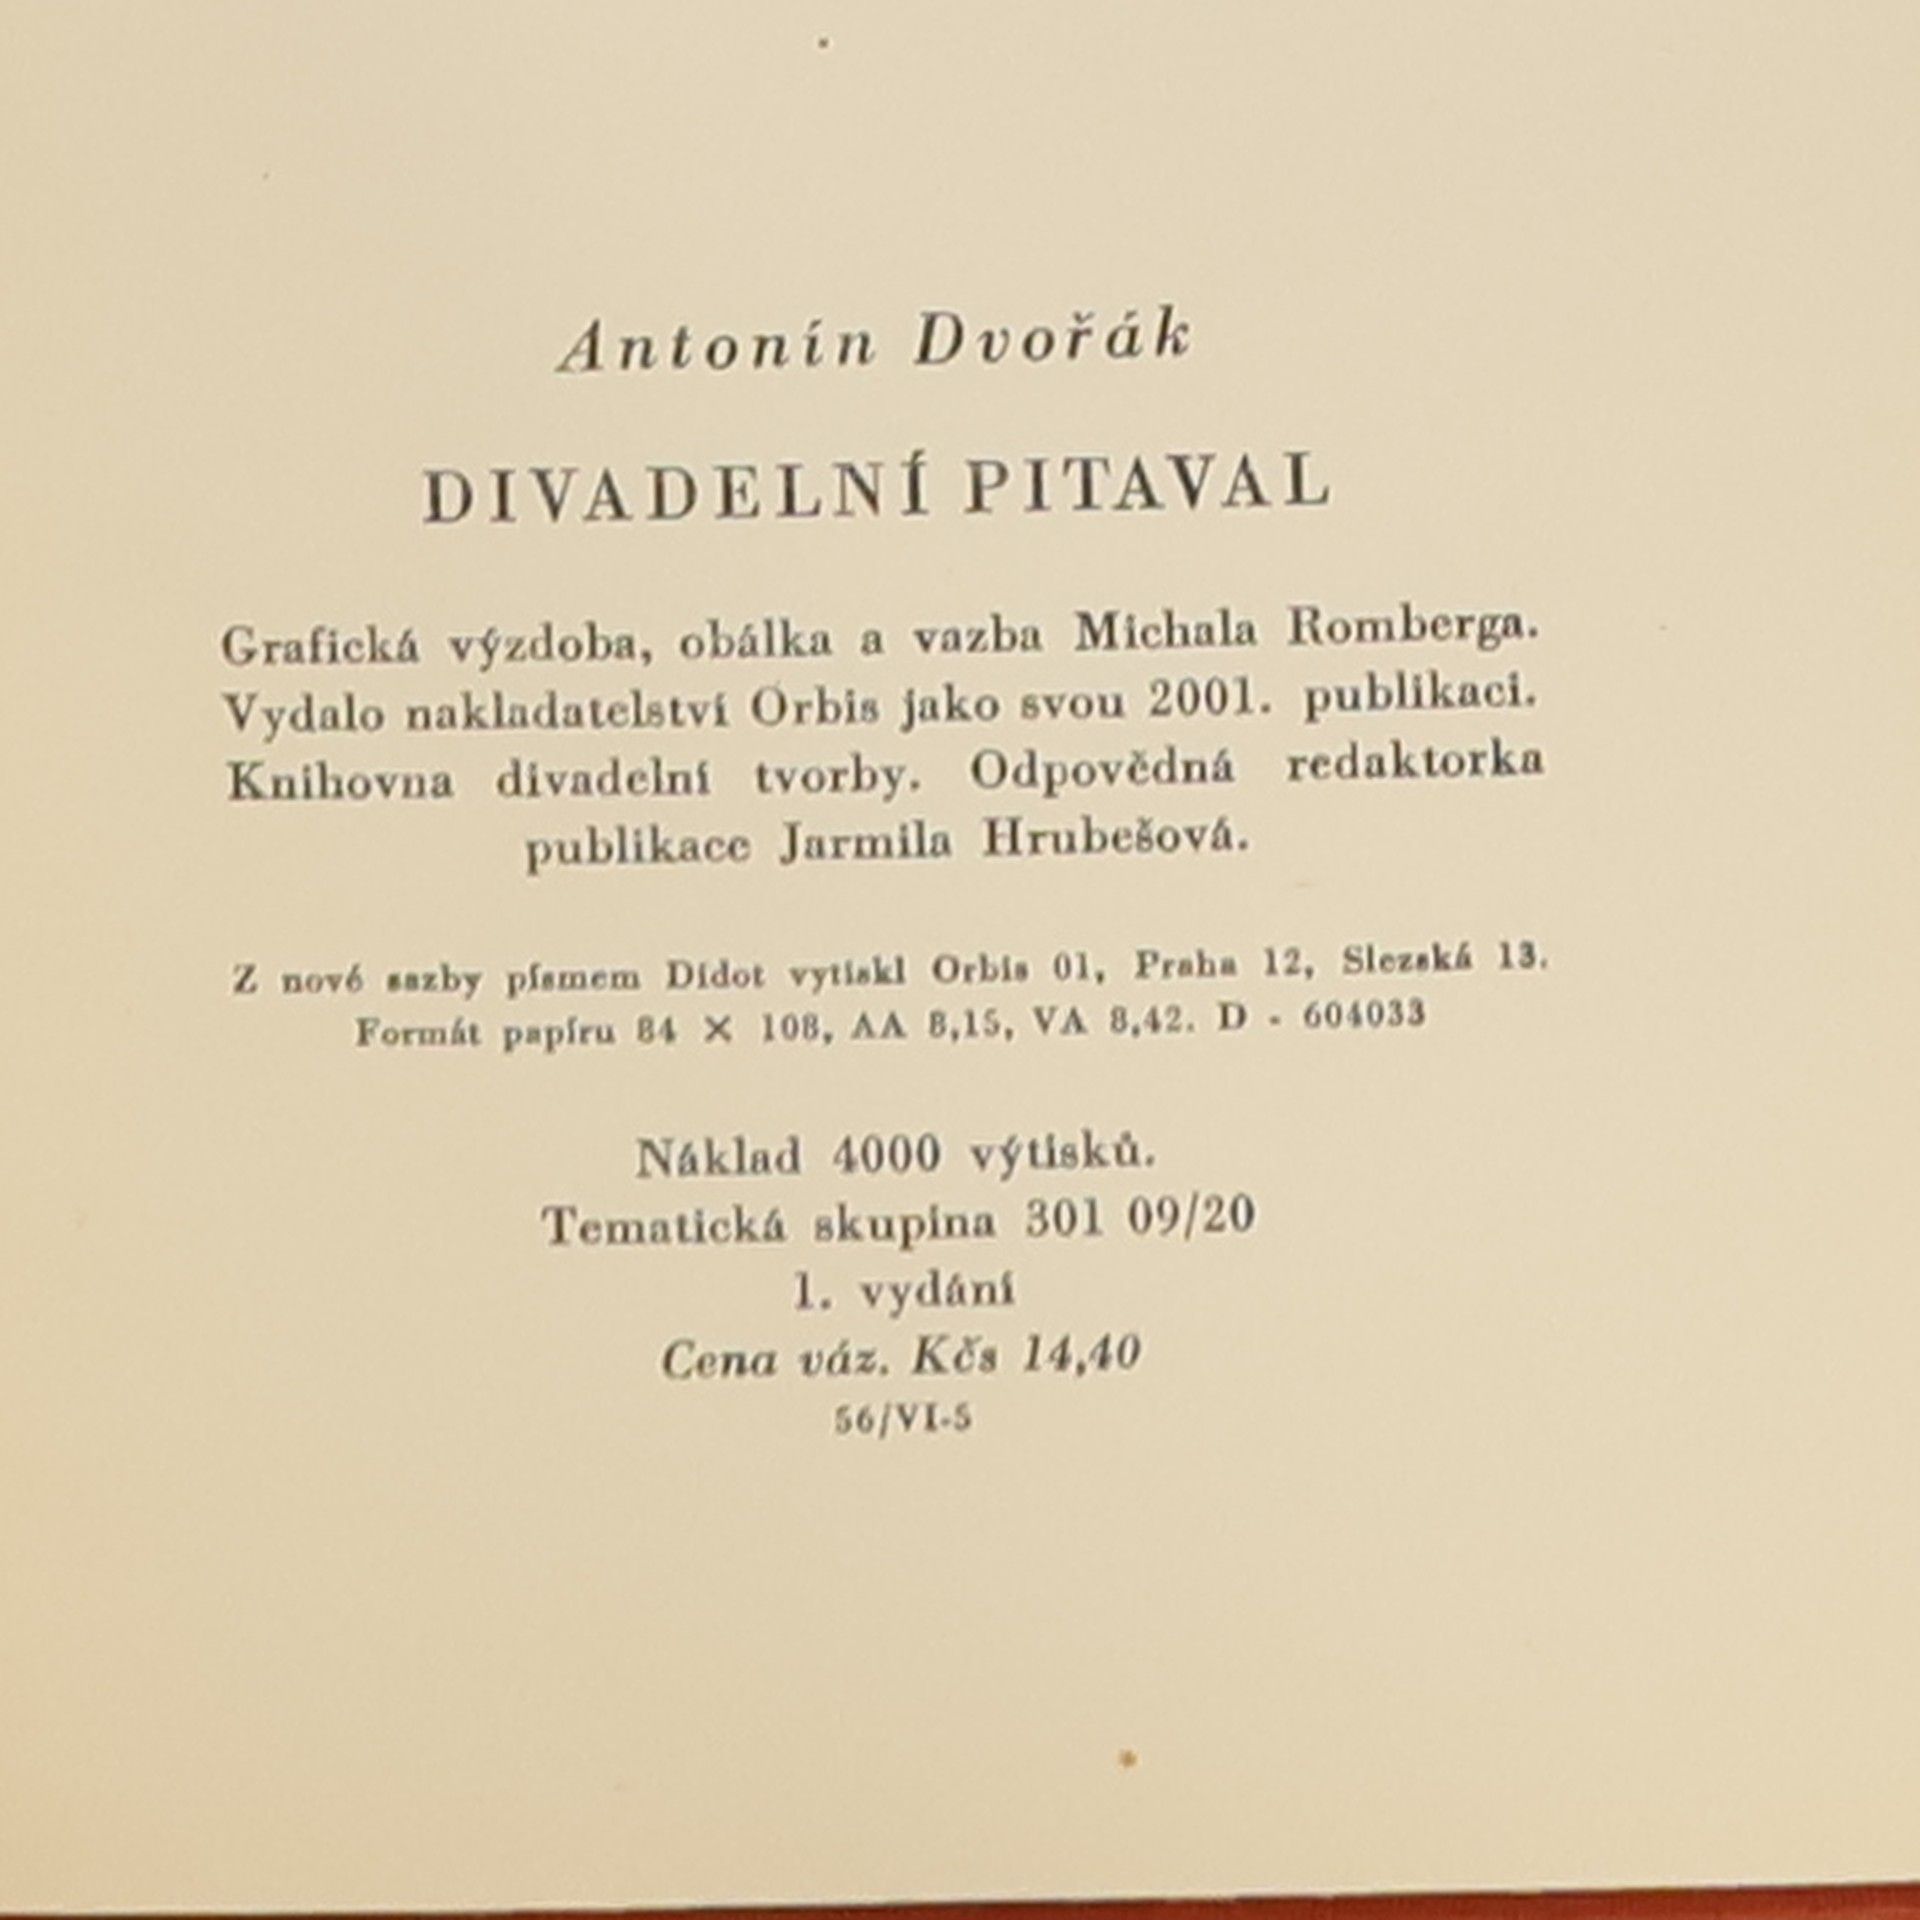 Antonín Dvořák
DIVADELNÍ PITAVAL
Grafická výzdoba, obálka a vazba Michala Romberga.
Vydalo nakladatelství Orbis jako svou 2001. publikaci.
Knihovna divadelní tvorby. Odpovědná redaktorka
publikace Jarmila Hrubešová.
Z nové sazby písmem Didot vytiskl Orbis 01, Praha 12, Slezská 13.
Formát papíru 84 × 108, AA 8,15, VA 8,42. D - 604033
Náklad 4000 výtisků.
Tematická skupina 301 09/20
1. vydání
Cena váz. Kčs 14,40
56/VI-5